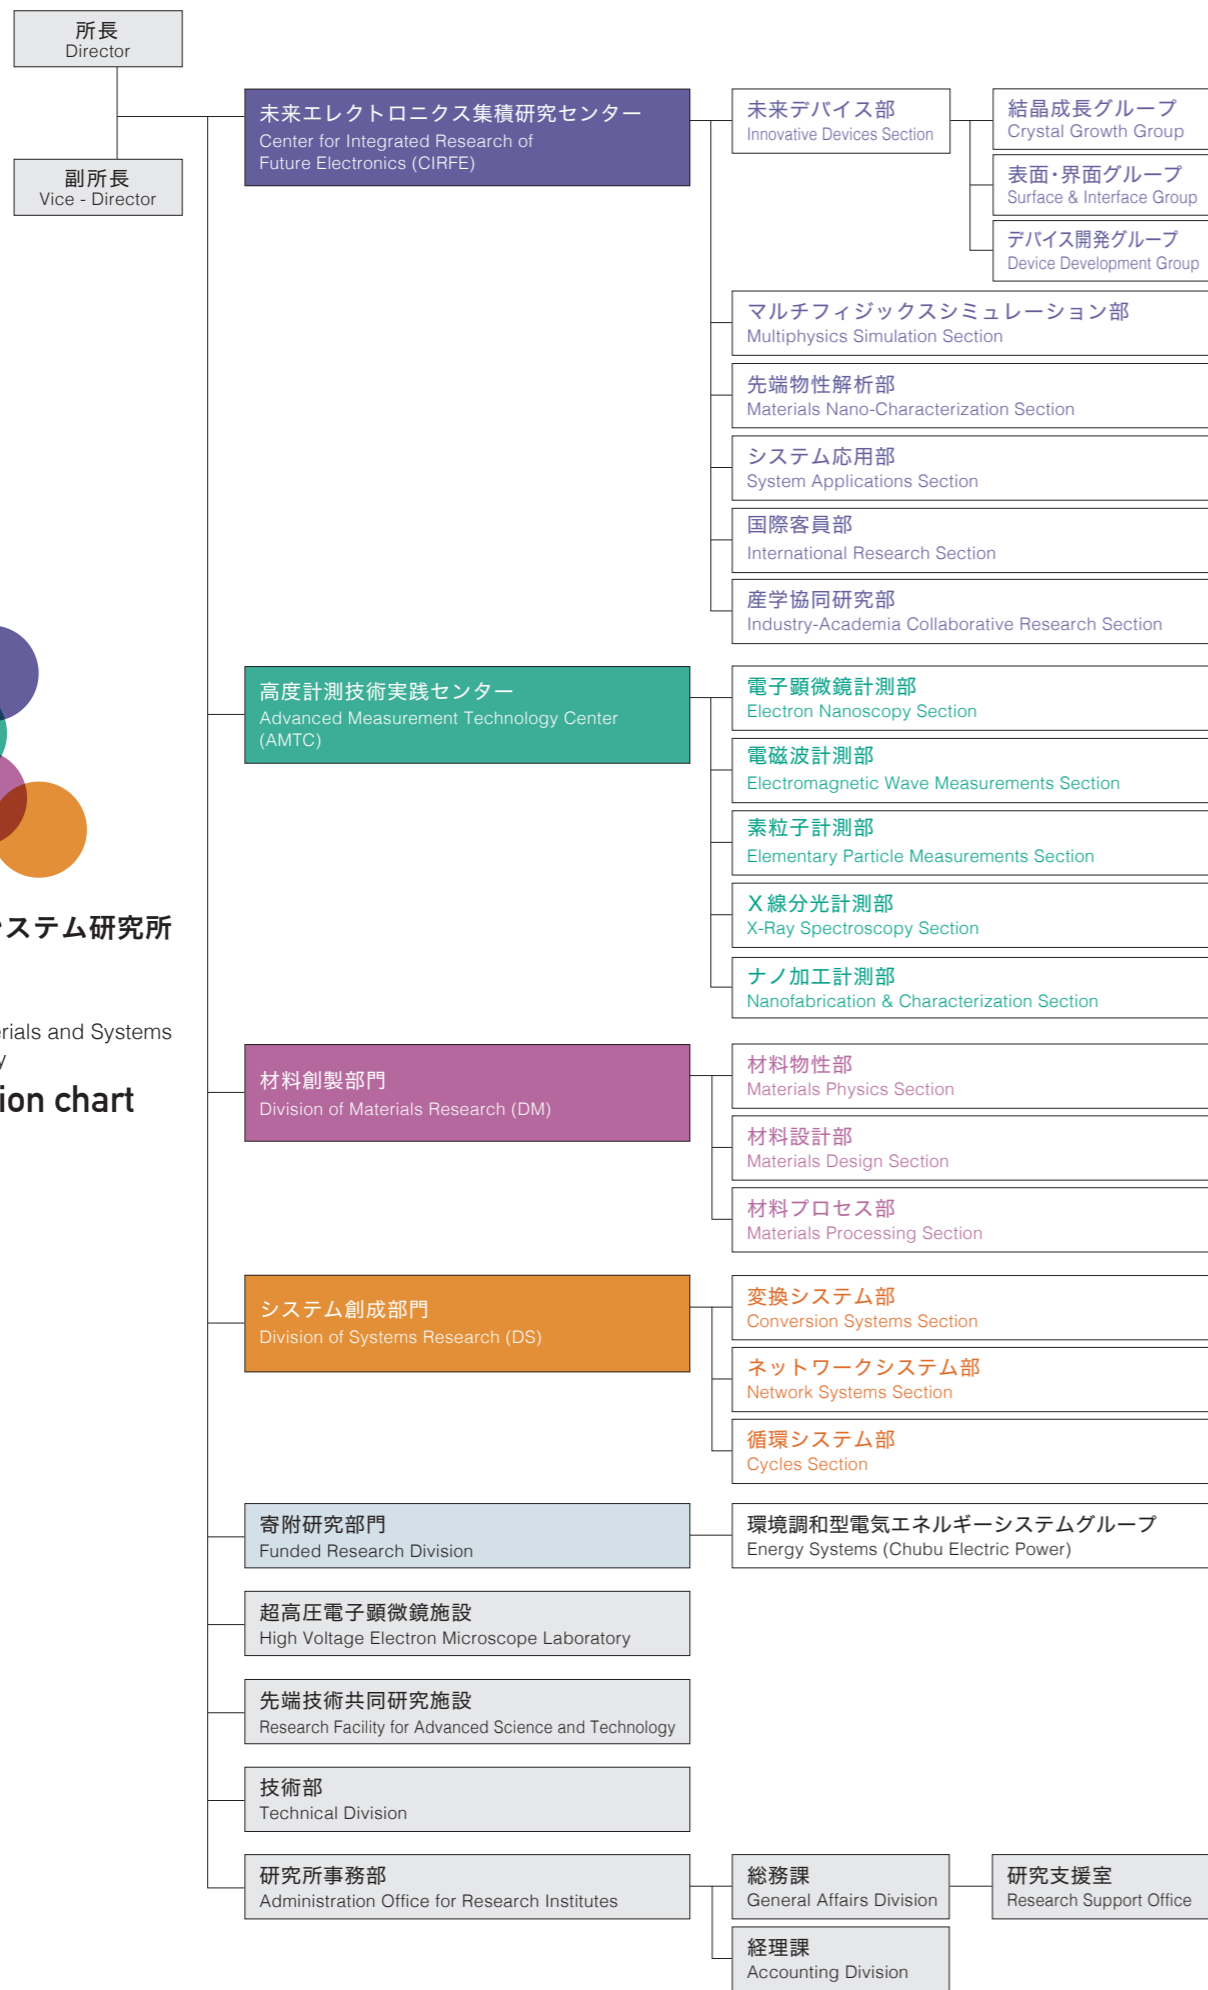 所長
Director
副所長
Vice - Director
未来エレクトロニクス集積研究センター
Center for Integrated Research of
Future Electronics (CIRFE)
未来デバイス部
Innovative Devices Section
結晶成長グループ
Crystal Growth Group
表面・界面グループ
Surface & Interface Group
デバイス開発グループ
Device Development Group
マルチフィジックスシミュレーション部
Multiphysics Simulation Section
先端物性解析部
Materials Nano-Characterization Section
システム応用部
System Applications Section
国際客員部
International Research Section
産学協同研究部
Industry-Academia Collaborative Research Section
高度計測技術実践センター
Advanced Measurement Technology Center
(AMTC)
電子顕微鏡計測部
Electron Nanoscopy Section
電磁波計測部
Electromagnetic Wave Measurements Section
素粒子計測部
Elementary Particle Measurements Section
X線分光計測部
X-Ray Spectroscopy Section
ナノ加工計測部
Nanofabrication & Characterization Section
ステム研究所
rials and Systems
y
ion chart
材料創製部門
Division of Materials Research (DM)
材料物性部
Materials Physics Section
材料設計部
Materials Design Section
材料プロセス部
Materials Processing Section
システム創成部門
Division of Systems Research (DS)
変換システム部
Conversion Systems Section
ネットワークシステム部
Network Systems Section
循環システム部
Cycles Section
寄附研究部門
Funded Research Division
環境調和型電気エネルギーシステムグループ
Energy Systems (Chubu Electric Power)
超高圧電子顕微鏡施設
High Voltage Electron Microscope Laboratory
先端技術共同研究施設
Research Facility for Advanced Science and Technology
技術部
Technical Division
研究所事務部
Administration Office for Research Institutes
総務課
General Affairs Division
研究支援室
Research Support Office
経理課
Accounting Division